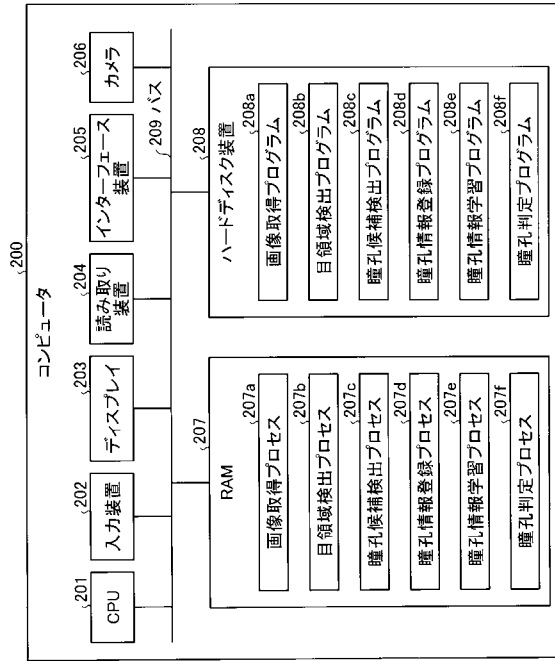 200
コンピュータ
201
CPU
202
入力装置
203
ディスプレイ
204
読み取り
装置
205
インターフェース
装置
206
カメラ
209 バス
207
RAM
207a
画像取得プロセス
207b
目領域検出プロセス
207c
瞳孔候補検出プロセス
207d
瞳孔情報登録プロセス
207e
瞳孔情報学習プロセス
207f
瞳孔判定プロセス
208
ハードディスク装置
208a
画像取得プログラム
208b
目領域検出プログラム
208c
瞳孔候補検出プログラム
208d
瞳孔情報登録プログラム
208e
瞳孔情報学習プログラム
208f
瞳孔判定プログラム